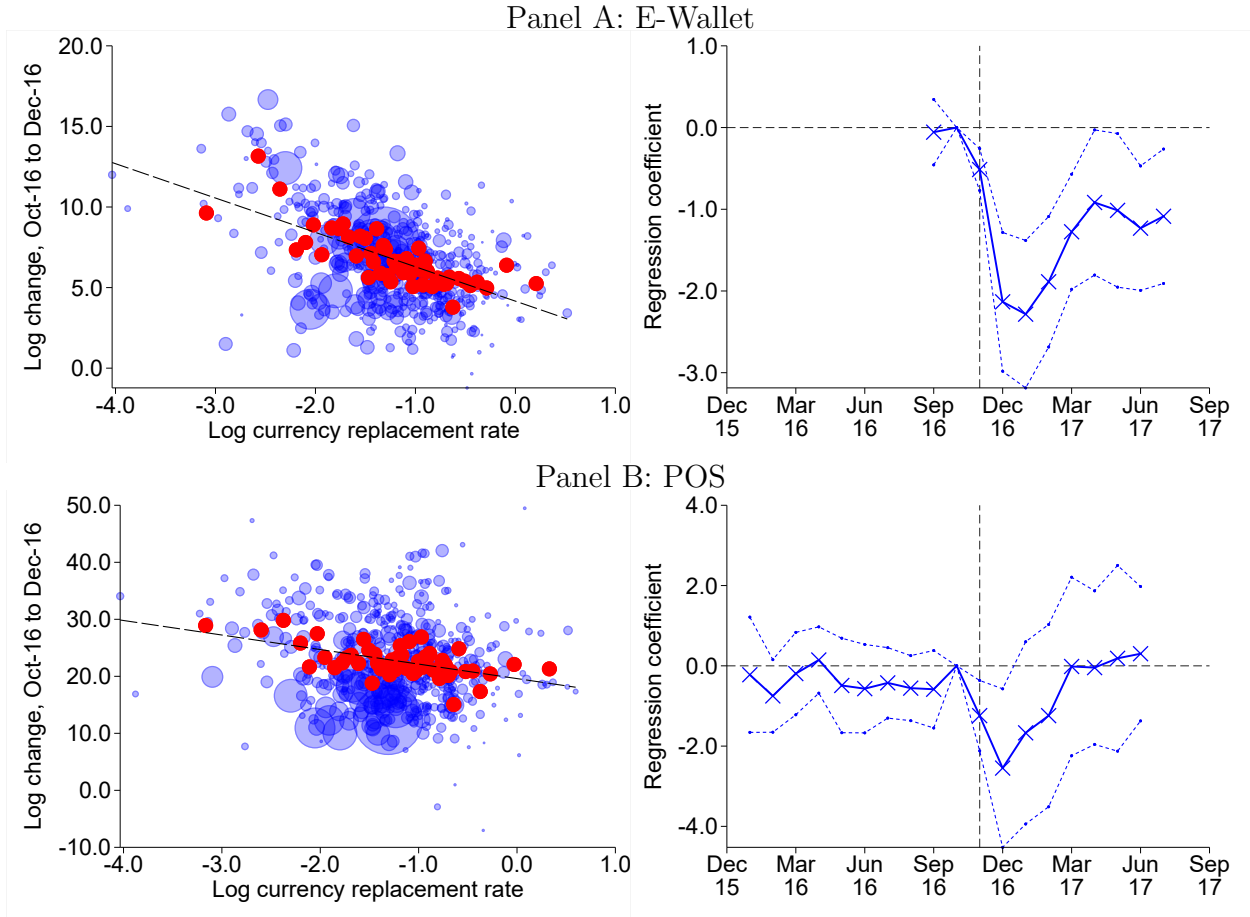 Panel A: E-Wallet
Log change, Oct-16 to Dec-16
20.0
15.0
10.0
5.0
0.0
-4.0 -3.0 -2.0 -1.0 0.0 1.0
Log currency replacement rate
Regression coefficient
1.0
0.0
-1.0
-2.0
-3.0
Dec Mar Jun Sep Dec Mar Jun Sep
15 16 16 16 16 17 17 17
Panel B: POS
Log change, Oct-16 to Dec-16
50.0
40.0
30.0
20.0
10.0
0.0
-10.0
-4.0 -3.0 -2.0 -1.0 0.0 1.0
Log currency replacement rate
Regression coefficient
4.0
2.0
0.0
-2.0
-4.0
Dec Mar Jun Sep Dec Mar Jun Sep
15 16 16 16 16 17 17 17